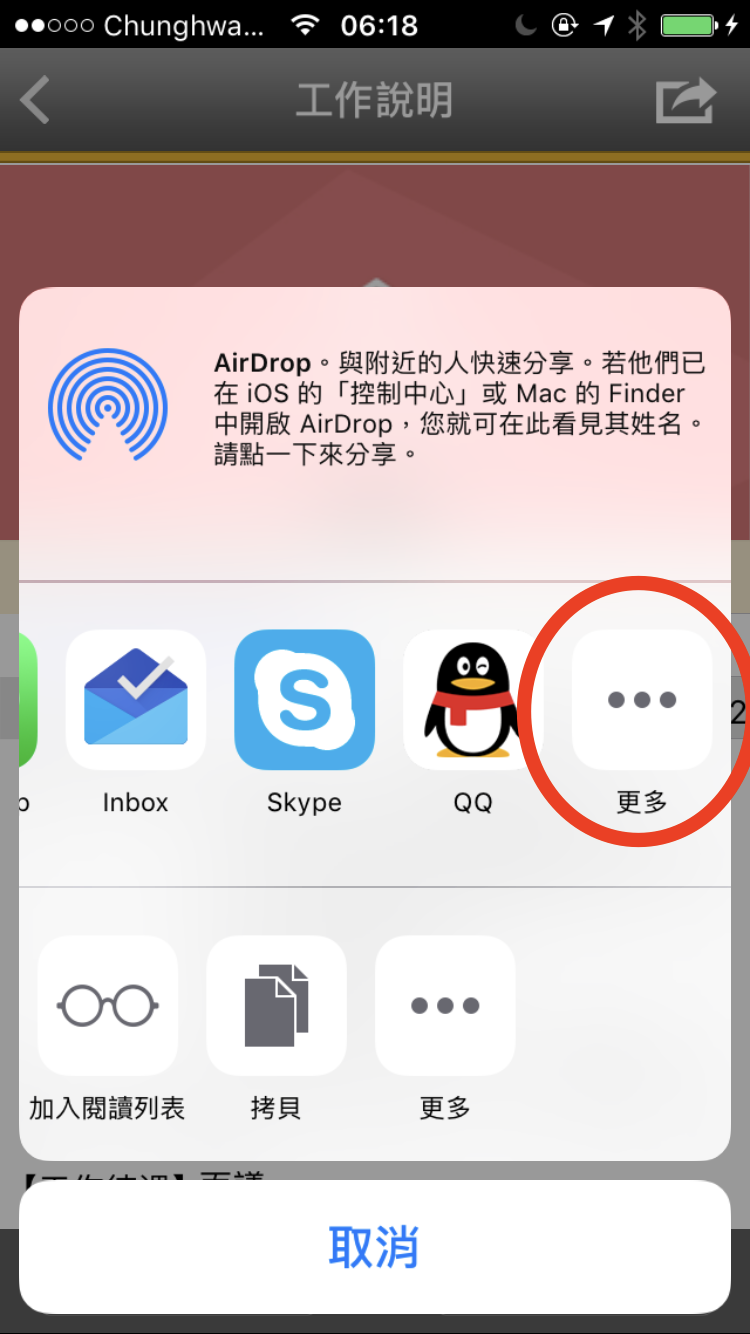 Chunghwa... 06:18
工作說明
AirDrop。與附近的人快速分享。若他們已
在 iOS 的「控制中心」或 Mac 的 Finder
中開啟 AirDrop，您就可在此看見其姓名。
請點一下來分享。
2
p Inbox Skype QQ 更多
加入閱讀列表 拷貝 更多
取消